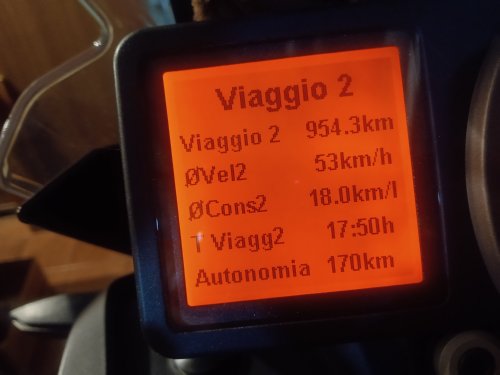 Viaggio 2
Viaggio 2 954.3km
ØVel2 53km/h
ØCons2 18.0km/l
T Viagg2 17:50h
Autonomia 170km